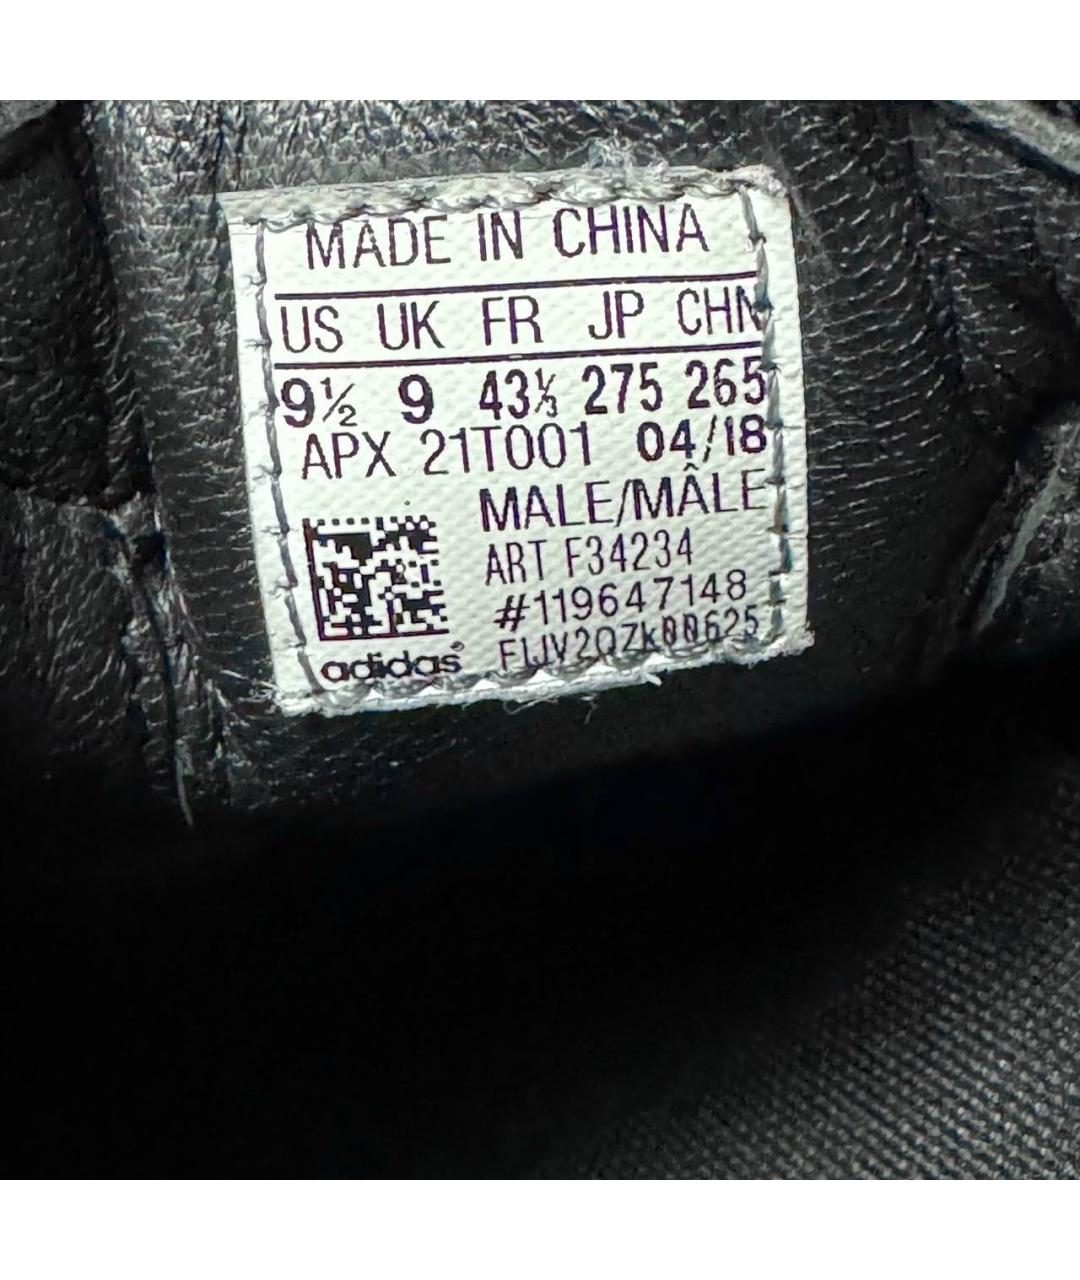 MADE IN CHINA
US UK FR JP CHN
9½ 9 43⅓ 275 265
APX 21T001 04/18
MALE/MÂLE
ART F34234
#119647148
adidas®